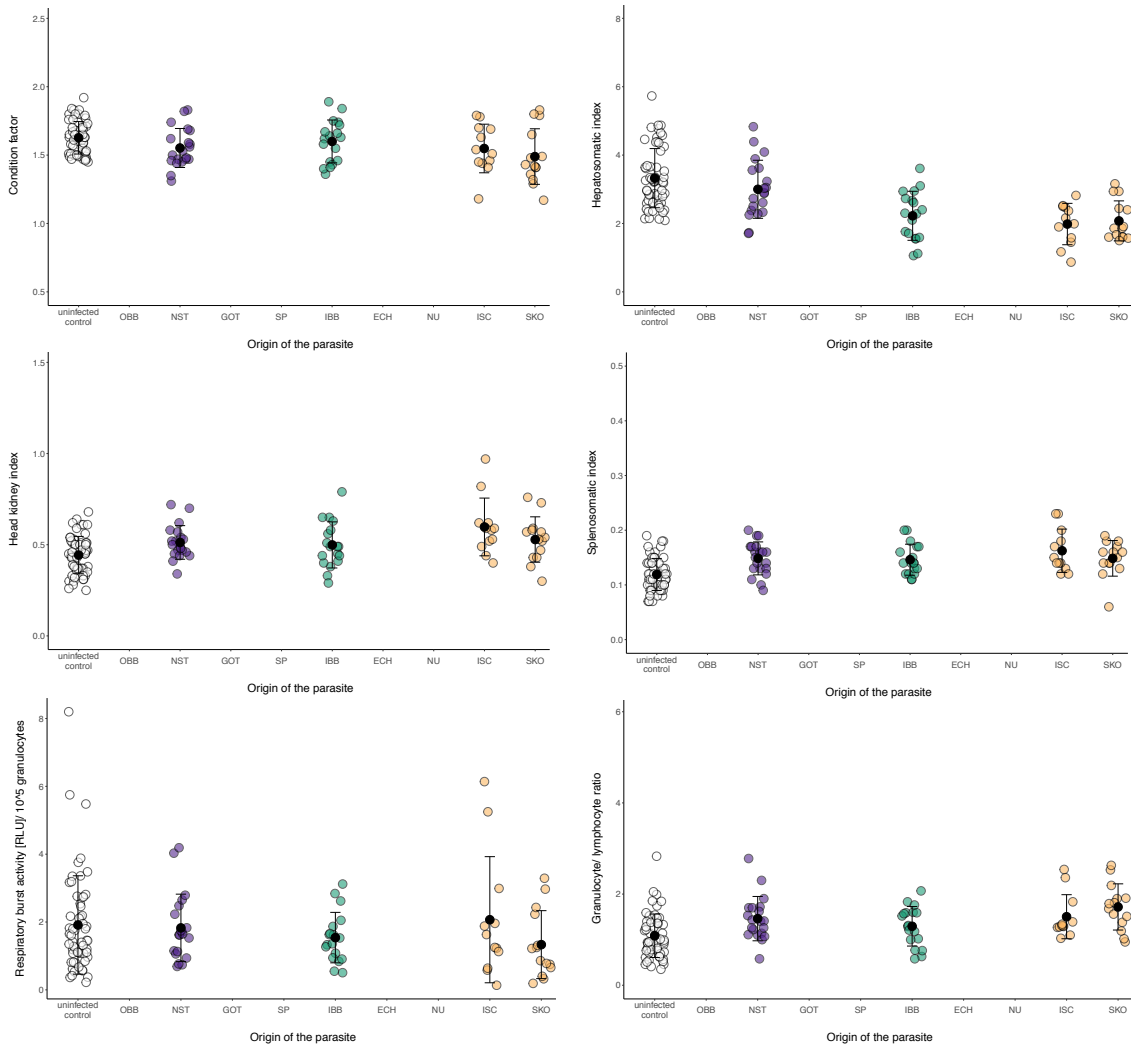 Condition factor
2.5
2.0
1.5
1.0
0.5
uninfected control OBB NST GOT SP IBB ECH NU ISC SKO
Origin of the parasite
Hepatosomatic index
8
6
4
2
0
uninfected control OBB NST GOT SP IBB ECH NU ISC SKO
Origin of the parasite
Head kidney index
1.5
1.0
0.5
0.0
uninfected control OBB NST GOT SP IBB ECH NU ISC SKO
Origin of the parasite
Splenosomatic index
0.5
0.4
0.3
0.2
0.1
0.0
uninfected control OBB NST GOT SP IBB ECH NU ISC SKO
Origin of the parasite
Respiratory burst activity [RLU]/ 10^5 granulocytes
8
6
4
2
0
uninfected control OBB NST GOT SP IBB ECH NU ISC SKO
Origin of the parasite
Granulocyte/ lymphocyte ratio
6
4
2
0
uninfected control OBB NST GOT SP IBB ECH NU ISC SKO
Origin of the parasite